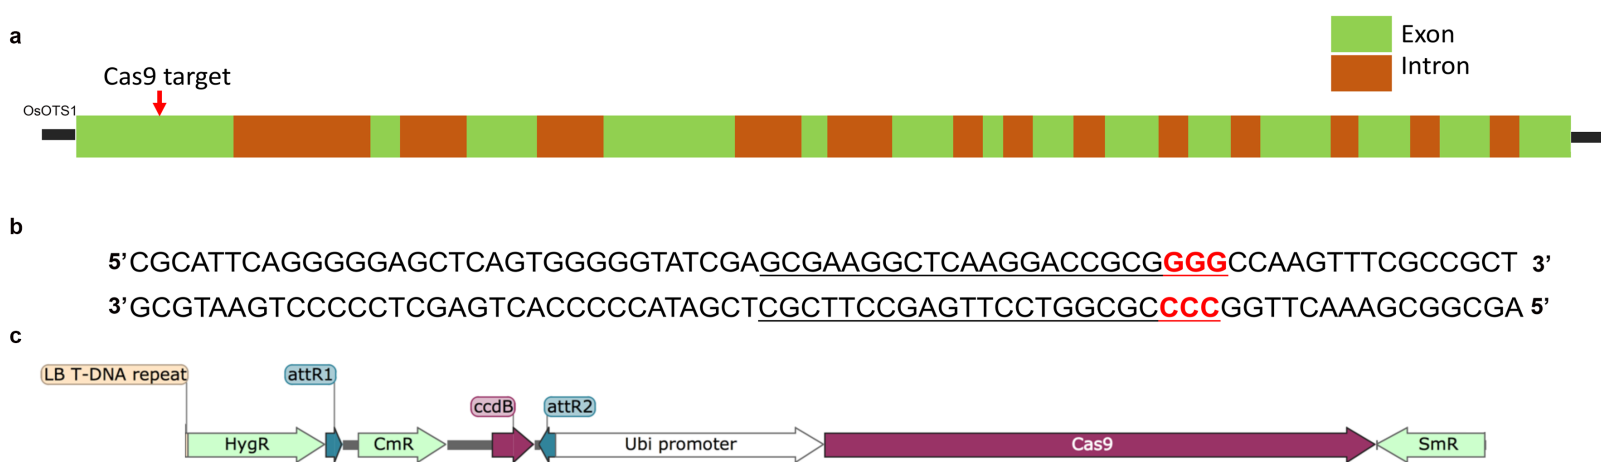 a
Exon
Cas9 target
Intron
OsOTS1
b
5’CGCATTCAGGGGGAGCTCAGTGGGGGTATCGAGCGAAGGCTCAAGGACCGCGGGGCCAAGTTTCGCCGCT 3’
3’GCGTAAGTCCCCCTCGAGTCACCCCCATAGCTCGCTTCCGAGTTCCTGGCGCCCCGGTTCAAAGCGGCGA 5’
c
LB T-DNA repeat
attR1
ccdB
attR2
HygR
CmR
Ubi promoter
Cas9
SmR